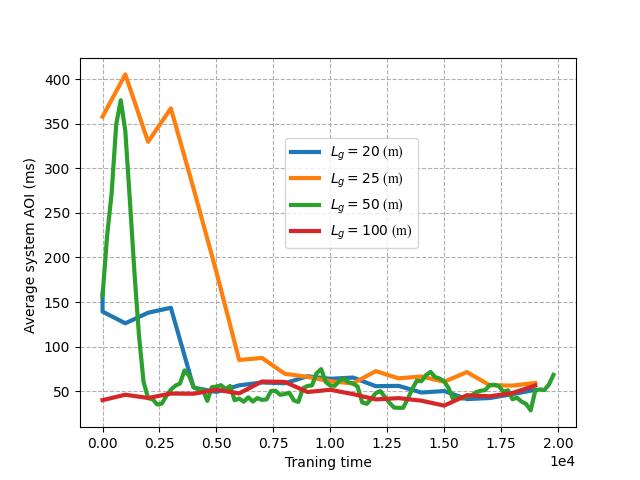 400
350
300
250
200
150
100
50
Average system AOI (ms)
L_g = 20 (m)
L_g = 25 (m)
L_g = 50 (m)
L_g = 100 (m)
0.00 0.25 0.50 0.75 1.00 1.25 1.50 1.75 2.00
1e4
Traning time